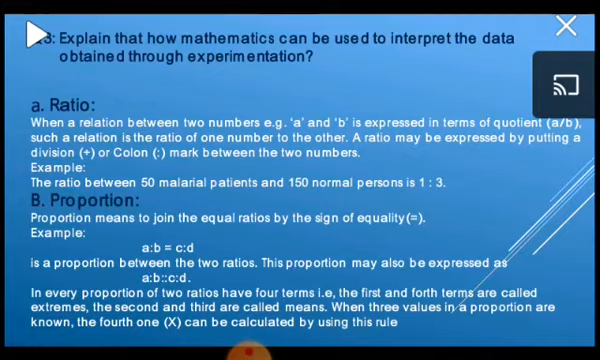 3: Explain that how mathematics can be used to interpret the data
obtained through experimentation?
a. Ratio:
When a relation between two numbers e.g. ‘a’ and ‘b’ is expressed in terms of quotient (a/b),
such a relation is the ratio of one number to the other. A ratio may be expressed by putting a
division (÷) or Colon (:) mark between the two numbers.
Example:
The ratio between 50 malarial patients and 150 normal persons is 1 : 3.
B. Proportion:
Proportion means to join the equal ratios by the sign of equality(=).
Example:
a:b = c:d
is a proportion between the two ratios. This proportion may also be expressed as
a:b::c:d.
In every proportion of two ratios have four terms i.e, the first and forth terms are called
extremes, the second and third are called means. When three values in a proportion are
known, the fourth one (X) can be calculated by using this rule